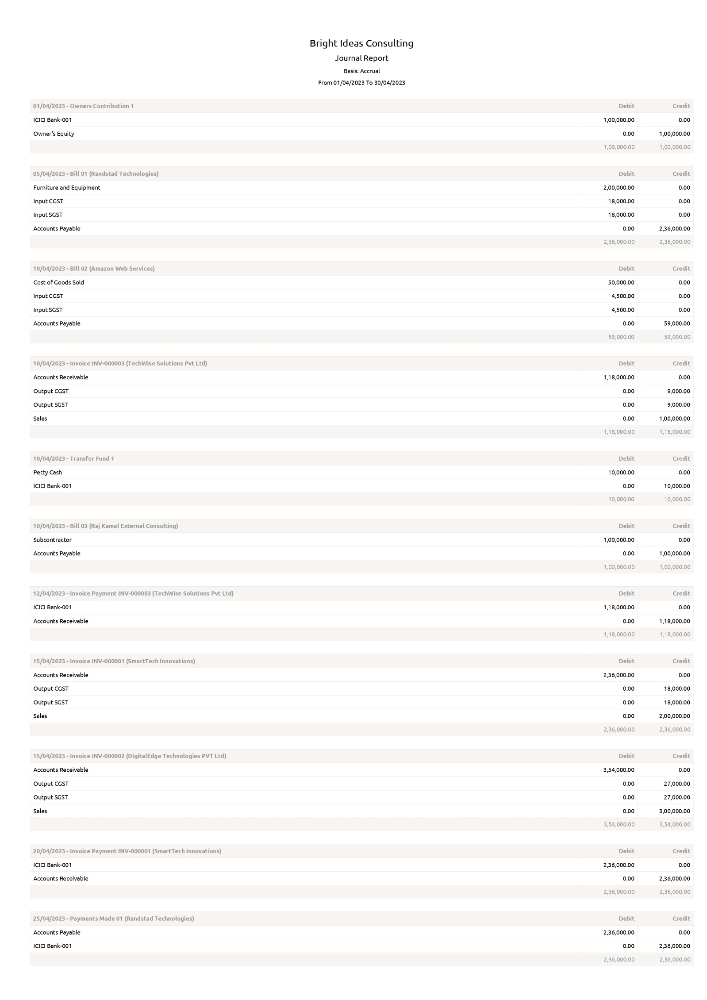 Bright Ideas Consulting
Journal Report
Basis: Accrual
From 01/04/2023 To 30/04/2023
01/04/2023 - Owners Contribution 1 Debit Credit
ICICI Bank-001 1,00,000.00 0.00
Owner's Equity 0.00 1,00,000.00
1,00,000.00 1,00,000.00
05/04/2023 - Bill 01 (Randstad Technologies) Debit Credit
Furniture and Equipment 2,00,000.00 0.00
Input CGST 18,000.00 0.00
Input SGST 18,000.00 0.00
Accounts Payable 0.00 2,36,000.00
2,36,000.00 2,36,000.00
10/04/2023 - Bill 02 (Amazon Web Services) Debit Credit
Cost of Goods Sold 50,000.00 0.00
Input CGST 4,500.00 0.00
Input SGST 4,500.00 0.00
Accounts Payable 0.00 59,000.00
59,000.00 59,000.00
10/04/2023 - Invoice INV-000003 (TechWise Solutions Pvt Ltd) Debit Credit
Accounts Receivable 1,18,000.00 0.00
Output CGST 0.00 9,000.00
Output SGST 0.00 9,000.00
Sales 0.00 1,00,000.00
1,18,000.00 1,18,000.00
10/04/2023 - Transfer Fund 1 Debit Credit
Petty Cash 10,000.00 0.00
ICICI Bank-001 0.00 10,000.00
10,000.00 10,000.00
10/04/2023 - Bill 03 (Raj Kamal External Consulting) Debit Credit
Subcontractor 1,00,000.00 0.00
Accounts Payable 0.00 1,00,000.00
1,00,000.00 1,00,000.00
12/04/2023 - Invoice Payment INV-000003 (TechWise Solutions Pvt Ltd) Debit Credit
ICICI Bank-001 1,18,000.00 0.00
Accounts Receivable 0.00 1,18,000.00
1,18,000.00 1,18,000.00
15/04/2023 - Invoice INV-000001 (SmartTech Innovations) Debit Credit
Accounts Receivable 2,36,000.00 0.00
Output CGST 0.00 18,000.00
Output SGST 0.00 18,000.00
Sales 0.00 2,00,000.00
2,36,000.00 2,36,000.00
15/04/2023 - Invoice INV-000002 (DigitalEdge Technologies PVT Ltd) Debit Credit
Accounts Receivable 3,54,000.00 0.00
Output CGST 0.00 27,000.00
Output SGST 0.00 27,000.00
Sales 0.00 3,00,000.00
3,54,000.00 3,54,000.00
20/04/2023 - Invoice Payment INV-000001 (SmartTech Innovations) Debit Credit
ICICI Bank-001 2,36,000.00 0.00
Accounts Receivable 0.00 2,36,000.00
2,36,000.00 2,36,000.00
25/04/2023 - Payments Made 01 (Randstad Technologies) Debit Credit
Accounts Payable 2,36,000.00 0.00
ICICI Bank-001 0.00 2,36,000.00
2,36,000.00 2,36,000.00